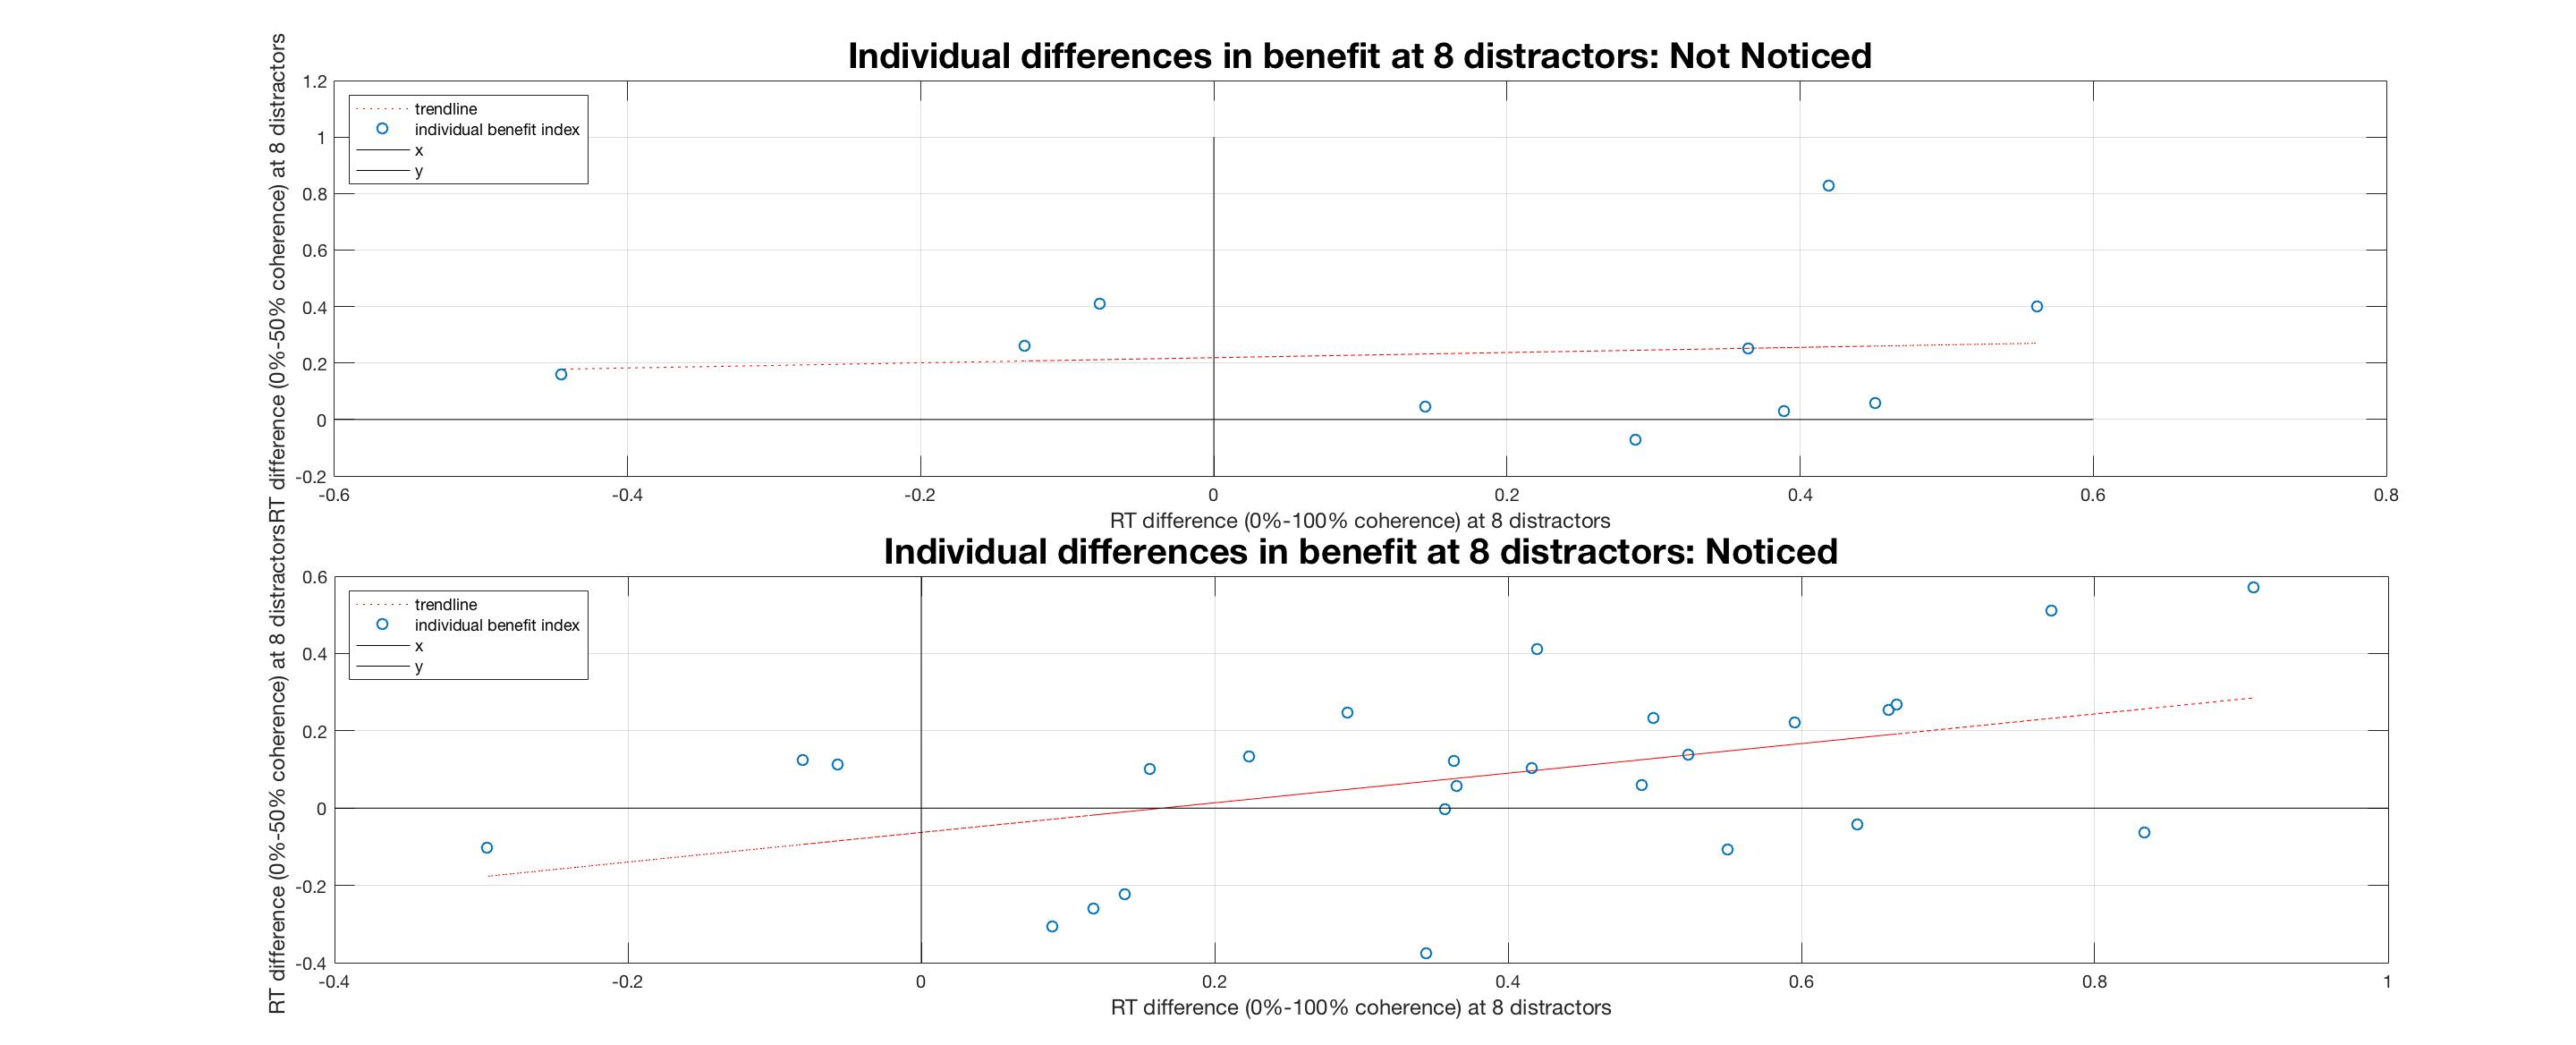 Individual differences in benefit at 8 distractors: Not Noticed
RT difference (0%-50% coherence) at 8 distractors
1.2
1
0.8
0.6
0.4
0.2
0
-0.2
trendline
individual benefit index
x
y
-0.6
-0.4
-0.2
0
0.2
0.4
0.6
0.8
RT difference (0%-100% coherence) at 8 distractors
Individual differences in benefit at 8 distractors: Noticed
RT difference (0%-50% coherence) at 8 distractors
0.6
0.4
0.2
0
-0.2
-0.4
trendline
individual benefit index
x
y
-0.4
-0.2
0
0.2
0.4
0.6
0.8
1
RT difference (0%-100% coherence) at 8 distractors